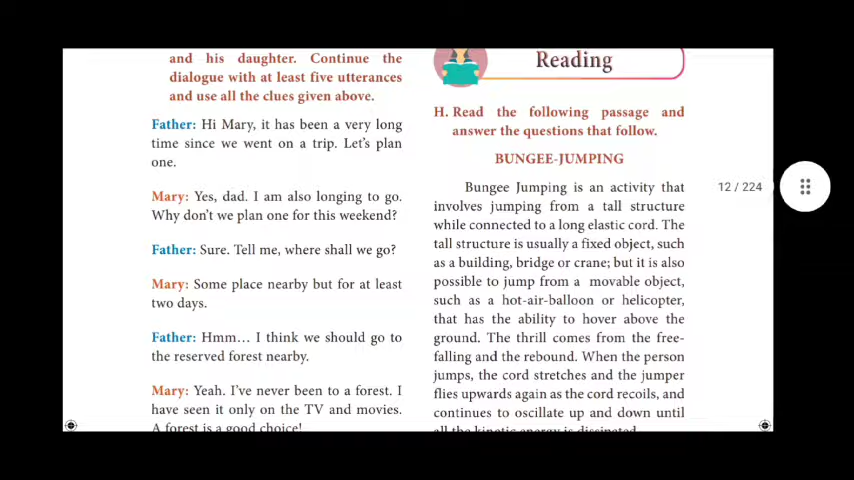 and his daughter. Continue the
dialogue with at least five utterances
and use all the clues given above.
Father: Hi Mary, it has been a very long
time since we went on a trip. Let's plan
one.
Mary: Yes, dad. I am also longing to go.
Why don't we plan one for this weekend?
Father: Sure. Tell me, where shall we go?
Mary: Some place nearby but for at least
two days.
Father: Hmm… I think we should go to
the reserved forest nearby.
Mary: Yeah. I've never been to a forest. I
have seen it only on the TV and movies.
A forest is a good choice!
Reading
H. Read the following passage and
answer the questions that follow.
BUNGEE-JUMPING
Bungee Jumping is an activity that
involves jumping from a tall structure
while connected to a long elastic cord. The
tall structure is usually a fixed object, such
as a building, bridge or crane; but it is also
possible to jump from a movable object,
such as a hot-air-balloon or helicopter,
that has the ability to hover above the
ground. The thrill comes from the free-
falling and the rebound. When the person
jumps, the cord stretches and the jumper
flies upwards again as the cord recoils, and
continues to oscillate up and down until
all the kinetic energy is dissipated.
12 / 224